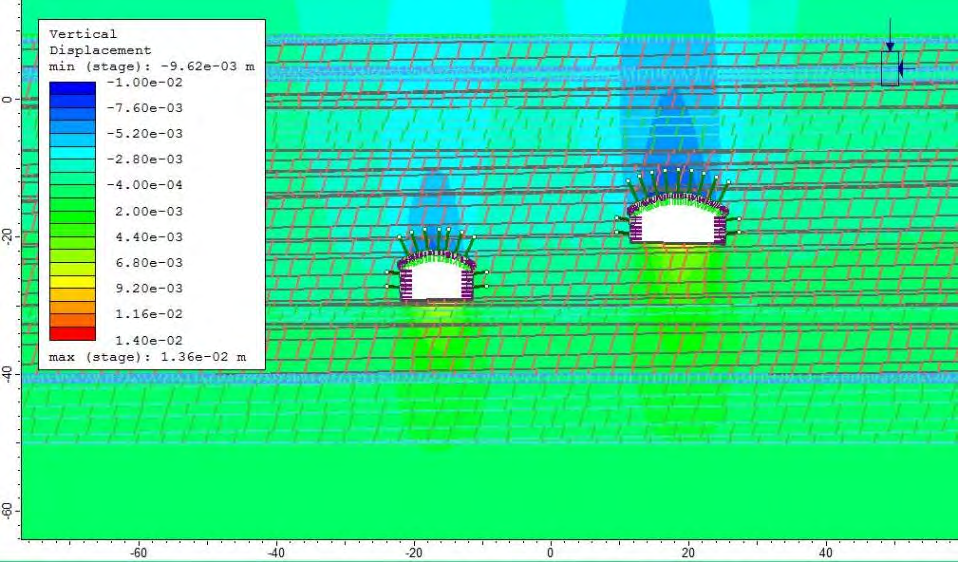 Vertical
Displacement
min (stage): -9.62e-03 m
-1.00e-02
-7.60e-03
-5.20e-03
-2.80e-03
-4.00e-04
2.00e-03
4.40e-03
6.80e-03
9.20e-03
1.16e-02
1.40e-02
max (stage): 1.36e-02 m
0
-20
-40
-60
-60 -40 -20 0 20 40